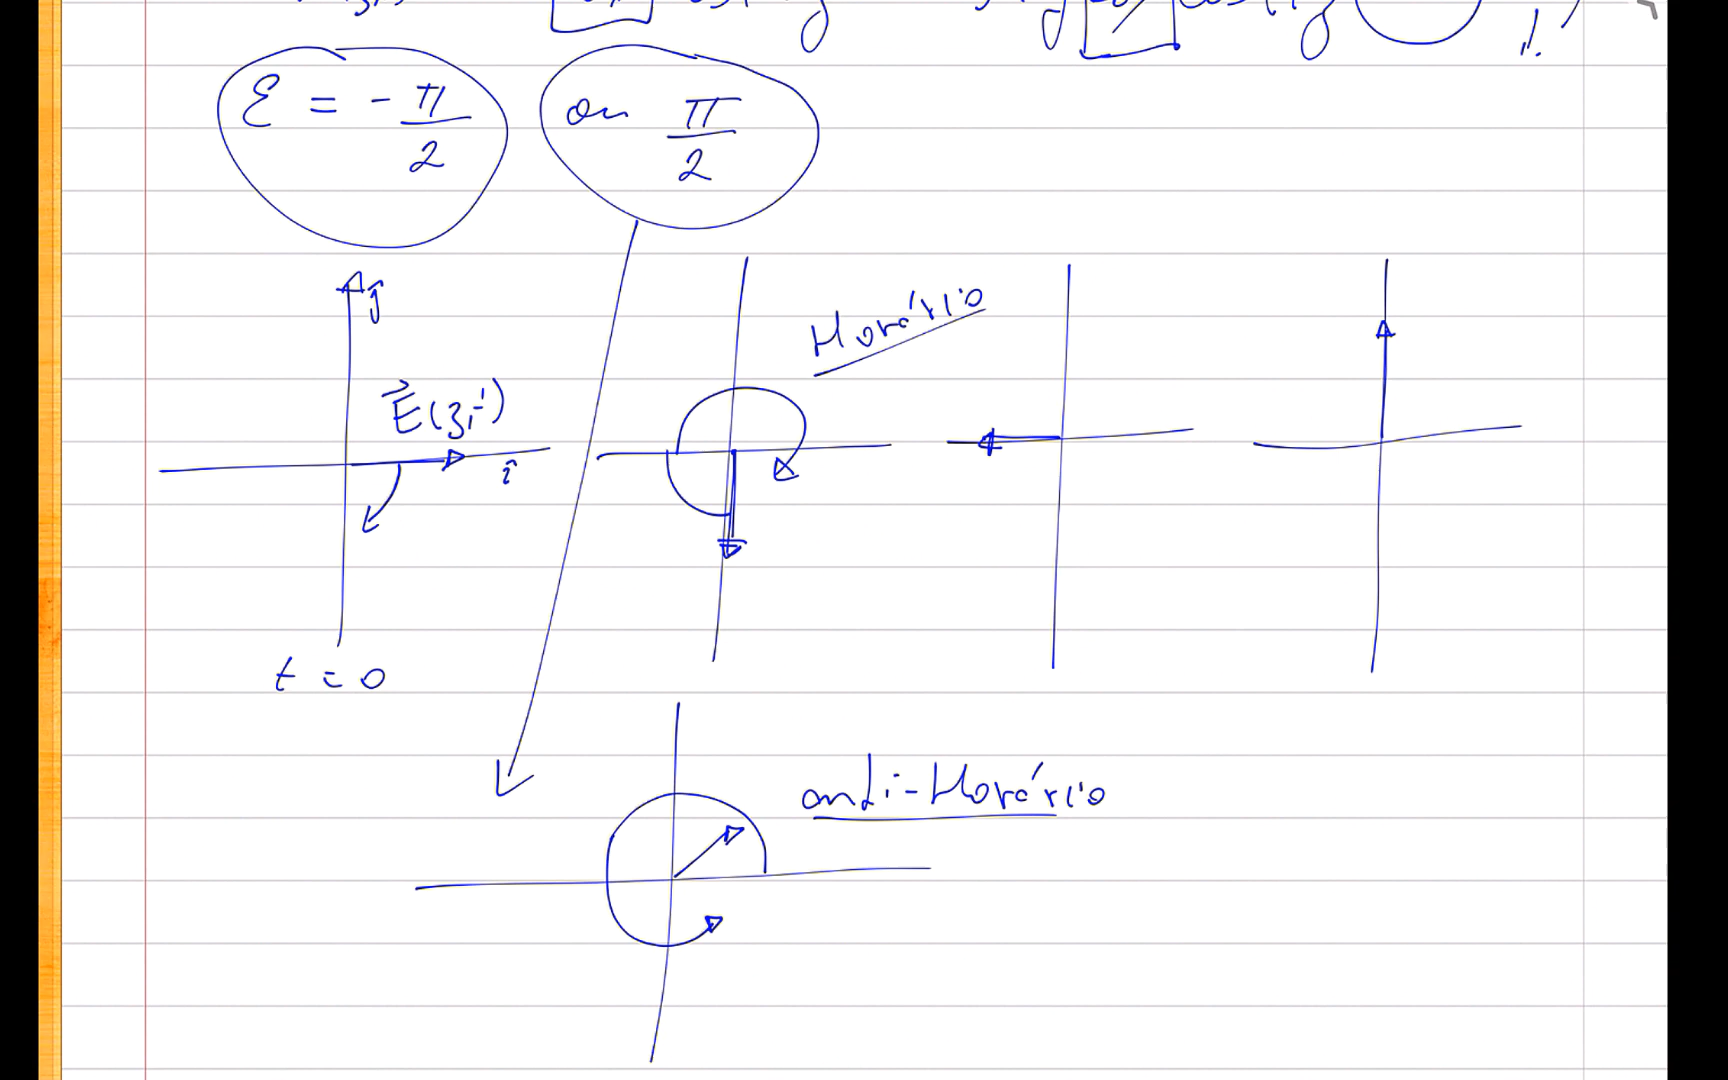 ε = - π/2 ou π/2
ĵ
Horário
E⃗(z,t)
î
t = 0
anti-Horário